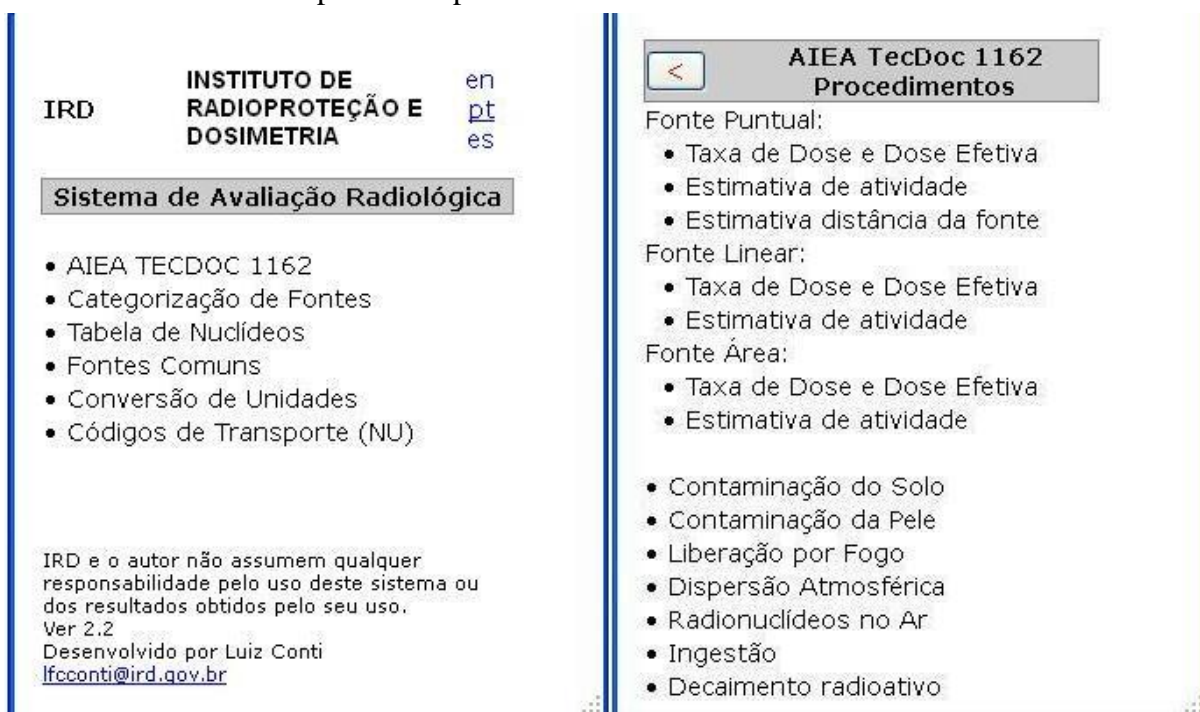 IRD
INSTITUTO DE
RADIOPROTEÇÃO E
DOSIMETRIA
en
pt
es
Sistema de Avaliação Radiológica
• AIEA TECDOC 1162
• Categorização de Fontes
• Tabela de Nuclídeos
• Fontes Comuns
• Conversão de Unidades
• Códigos de Transporte (NU)
IRD e o autor não assumem qualquer
responsabilidade pelo uso deste sistema ou
dos resultados obtidos pelo seu uso.
Ver 2.2
Desenvolvido por Luiz Conti
lfcconti@ird.gov.br
<
AIEA TecDoc 1162
Procedimentos
Fonte Puntual:
• Taxa de Dose e Dose Efetiva
• Estimativa de atividade
• Estimativa distância da fonte
Fonte Linear:
• Taxa de Dose e Dose Efetiva
• Estimativa de atividade
Fonte Área:
• Taxa de Dose e Dose Efetiva
• Estimativa de atividade
• Contaminação do Solo
• Contaminação da Pele
• Liberação por Fogo
• Dispersão Atmosférica
• Radionuclídeos no Ar
• Ingestão
• Decaimento radioativo